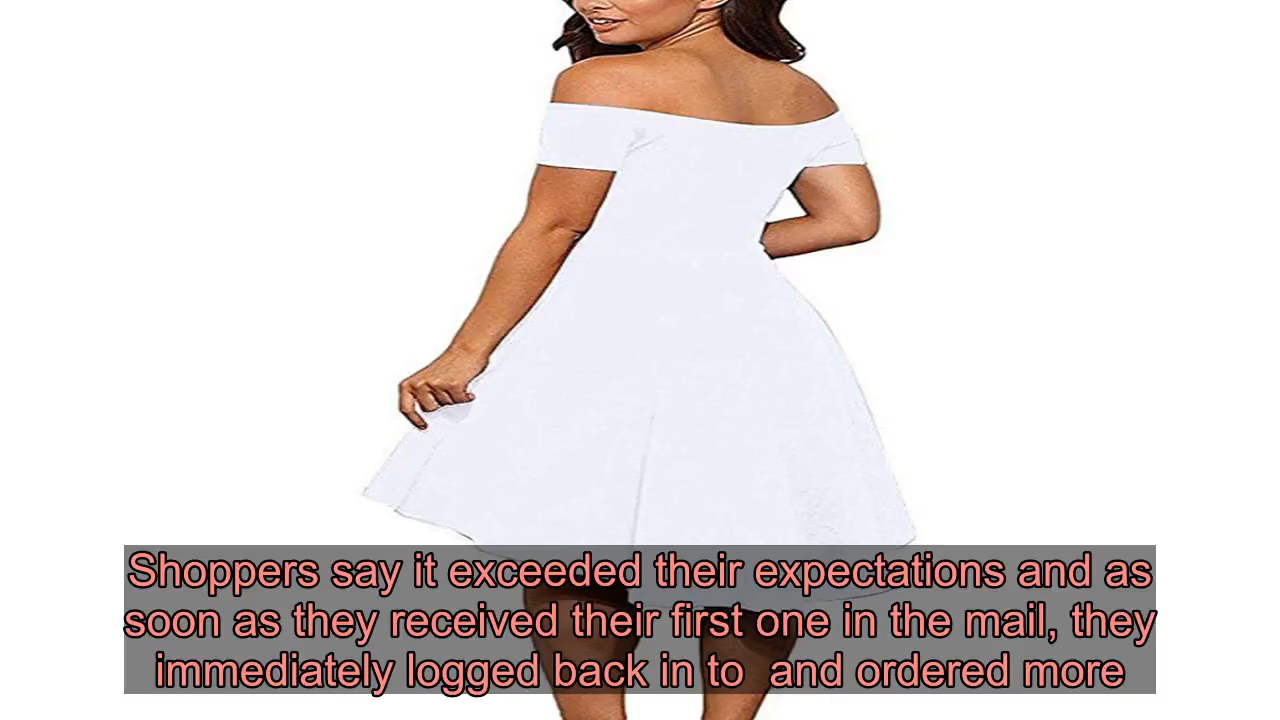 Shoppers say it exceeded their expectations and as
soon as they received their first one in the mail, they
immediately logged back in to  and ordered more